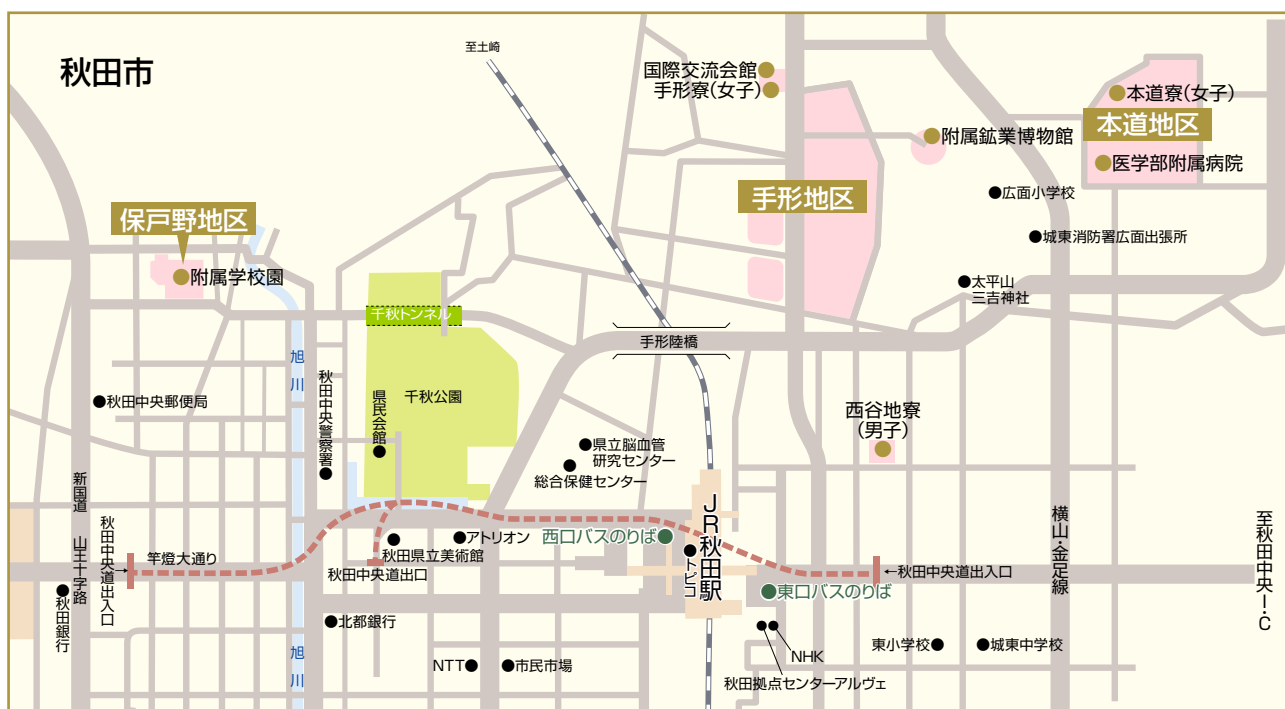 至土崎
秋田市
国際交流会館
手形寮(女子)
本道寮(女子)
本道地区
附属鉱業博物館
医学部附属病院
手形地区
広面小学校
保戸野地区
城東消防署広面出張所
附属学校園
太平山
三吉神社
千秋トンネル
手形陸橋
旭川
秋田中央郵便局
秋田中央警察署
県民会館
千秋公園
西谷地寮
(男子)
県立脳血管
研究センター
総合保健センター
新国道
山王十字路
秋田中央道出入口
竿燈大通り
秋田県立美術館
アトリオン
西口バスのりば
JR秋田駅
トピコ
秋田中央道出口
←秋田中央道出入口
横山・金足線
至秋田中央I・C
秋田銀行
東口バスのりば
北都銀行
旭川
NTT
市民市場
NHK
秋田拠点センターアルヴェ
東小学校
城東中学校